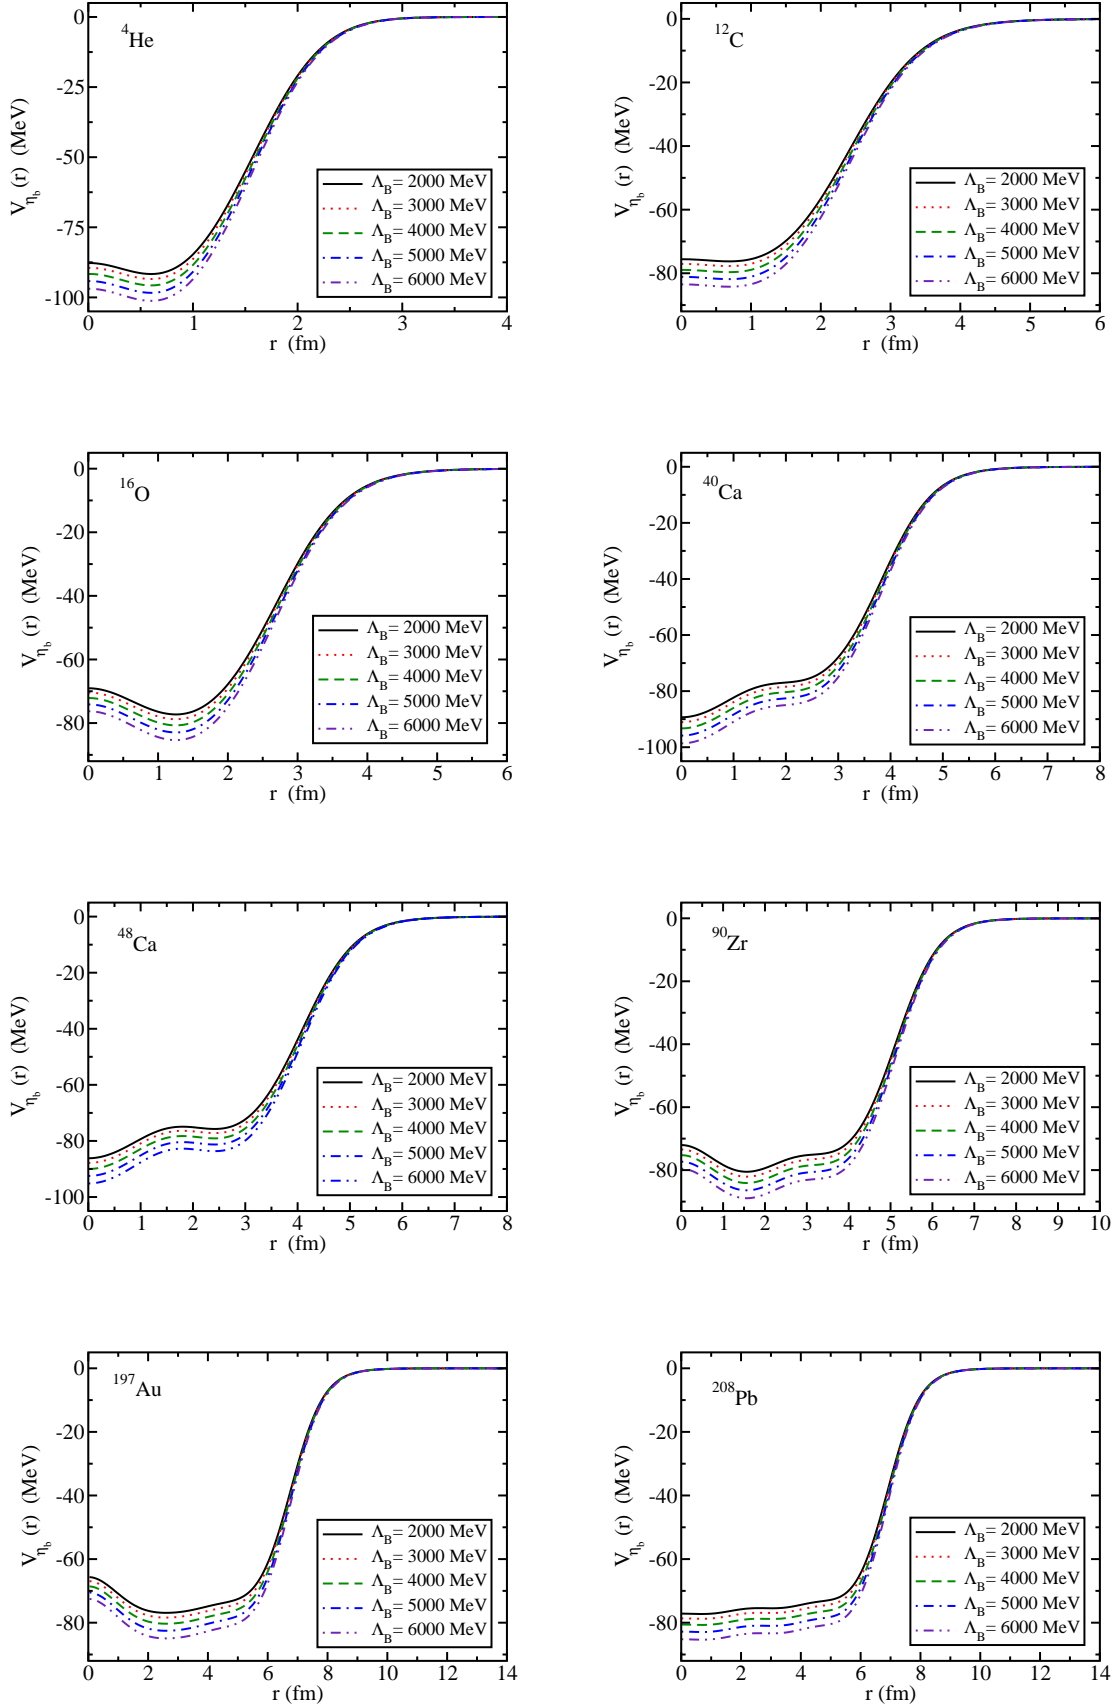 ⁴He
0
-25
-50
-75
-100
V_{η_b} (r) (MeV)
Λ_B = 2000 MeV
Λ_B = 3000 MeV
Λ_B = 4000 MeV
Λ_B = 5000 MeV
Λ_B = 6000 MeV
0 1 2 3 4
r (fm)
¹²C
0
-20
-40
-60
-80
V_{η_b} (r) (MeV)
Λ_B = 2000 MeV
Λ_B = 3000 MeV
Λ_B = 4000 MeV
Λ_B = 5000 MeV
Λ_B = 6000 MeV
0 1 2 3 4 5 6
r (fm)
¹⁶O
0
-20
-40
-60
-80
V_{η_b} (r) (MeV)
Λ_B = 2000 MeV
Λ_B = 3000 MeV
Λ_B = 4000 MeV
Λ_B = 5000 MeV
Λ_B = 6000 MeV
0 1 2 3 4 5 6
r (fm)
⁴⁰Ca
0
-20
-40
-60
-80
-100
V_{η_b} (r) (MeV)
Λ_B = 2000 MeV
Λ_B = 3000 MeV
Λ_B = 4000 MeV
Λ_B = 5000 MeV
Λ_B = 6000 MeV
0 1 2 3 4 5 6 7 8
r (fm)
⁴⁸Ca
0
-20
-40
-60
-80
-100
V_{η_b} (r) (MeV)
Λ_B = 2000 MeV
Λ_B = 3000 MeV
Λ_B = 4000 MeV
Λ_B = 5000 MeV
Λ_B = 6000 MeV
0 1 2 3 4 5 6 7 8
r (fm)
⁹⁰Zr
0
-20
-40
-60
-80
V_{η_b} (r) (MeV)
Λ_B = 2000 MeV
Λ_B = 3000 MeV
Λ_B = 4000 MeV
Λ_B = 5000 MeV
Λ_B = 6000 MeV
0 1 2 3 4 5 6 7 8 9 10
r (fm)
¹⁹⁷Au
0
-20
-40
-60
-80
V_{η_b} (r) (MeV)
Λ_B = 2000 MeV
Λ_B = 3000 MeV
Λ_B = 4000 MeV
Λ_B = 5000 MeV
Λ_B = 6000 MeV
0 2 4 6 8 10 12 14
r (fm)
²⁰⁸Pb
0
-20
-40
-60
-80
V_{η_b} (r) (MeV)
Λ_B = 2000 MeV
Λ_B = 3000 MeV
Λ_B = 4000 MeV
Λ_B = 5000 MeV
Λ_B = 6000 MeV
0 2 4 6 8 10 12 14
r (fm)